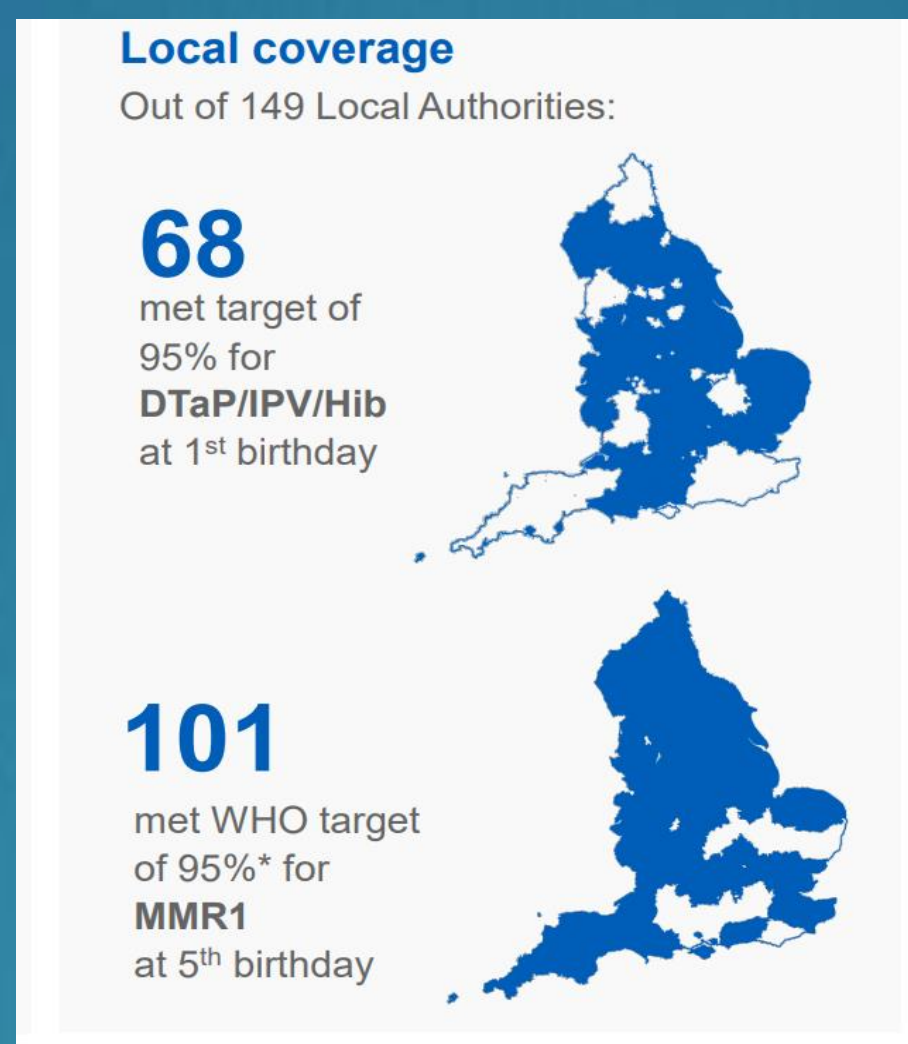 Local coverage
Out of 149 Local Authorities:
68
met target of
95% for
DTaP/IPV/Hib
at 1st birthday
101
met WHO target
of 95%* for
MMR1
at 5th birthday